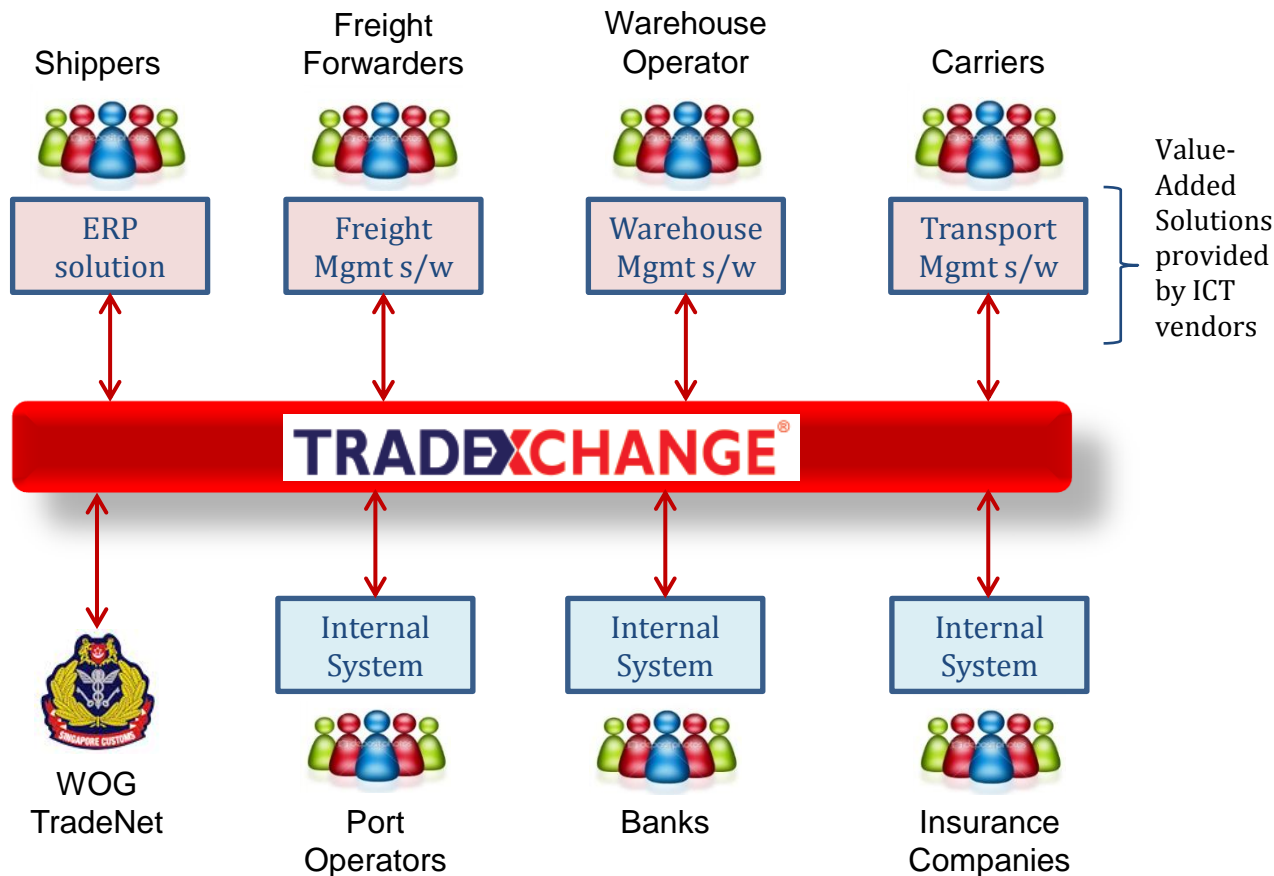 Shippers
Freight
Forwarders
Warehouse
Operator
Carriers
ERP
solution
Freight
Mgmt s/w
Warehouse
Mgmt s/w
Transport
Mgmt s/w
Value-
Added
Solutions
provided
by ICT
vendors
TRADEXCHANGE®
SINGAPORE CUSTOMS
WOG
TradeNet
Internal
System
Port
Operators
Internal
System
Banks
Internal
System
Insurance
Companies